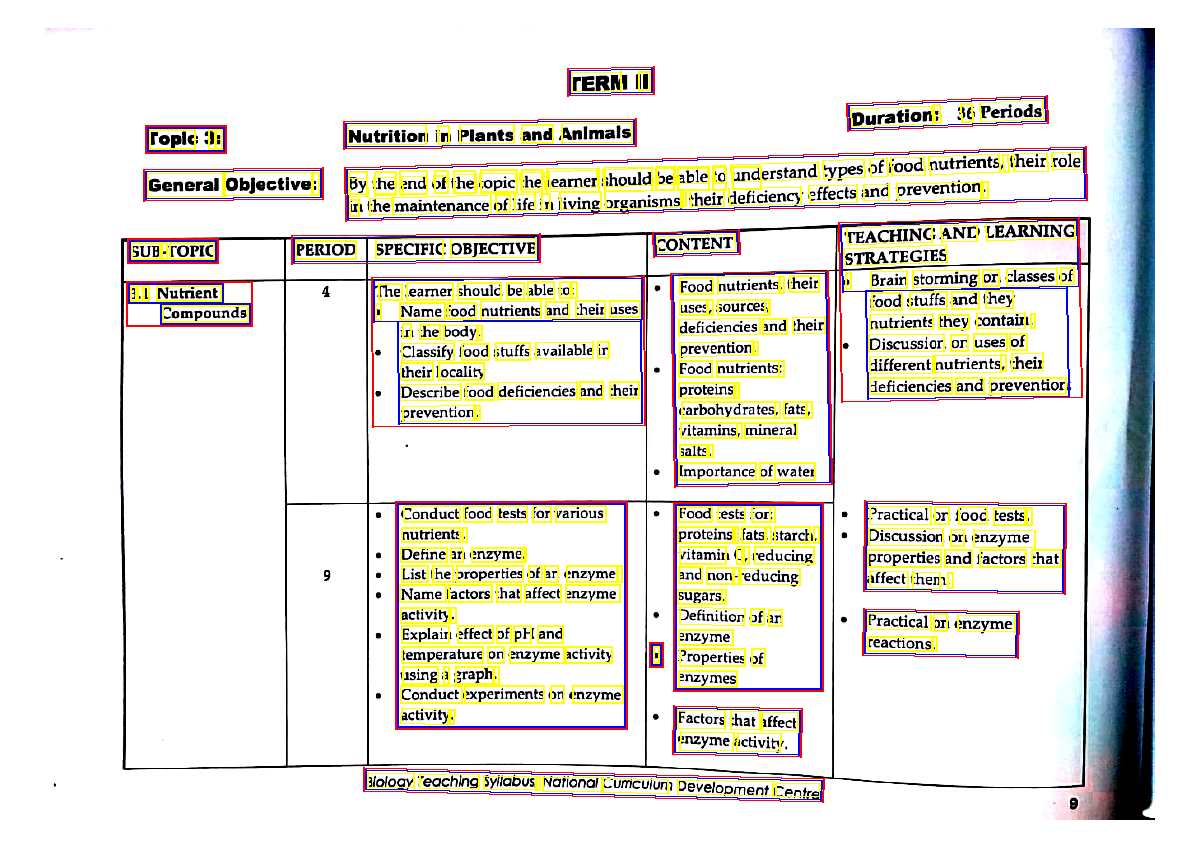 TERM II
Duration: 36 Periods
Topic 3: Nutrition in Plants and Animals
General Objective: By the end of the topic the learner should be able to understand types of food nutrients, their role
in the maintenance of life in living organisms their deficiency effects and prevention.
SUB-TOPIC
PERIOD
SPECIFIC OBJECTIVE
CONTENT
TEACHING AND LEARNING
STRATEGIES
3.1 Nutrient
Compounds
4
The learner should be able to:
• Name food nutrients and their uses
in the body.
• Classify food stuffs available in
their locality
• Describe food deficiencies and their
prevention.
• Food nutrients, their
uses, sources,
deficiencies and their
prevention.
• Food nutrients:
proteins
carbohydrates, fats,
vitamins, mineral
salts.
• Importance of water
• Brain storming on classes of
food stuffs and they
nutrients they contain.
• Discussion on uses of
different nutrients, their
deficiencies and prevention.
9
• Conduct food tests for various
nutrients.
• Define an enzyme.
• List the properties of an enzyme
• Name factors that affect enzyme
activity.
• Explain effect of pH and
temperature on enzyme activity
using a graph.
• Conduct experiments on enzyme
activity.
• Food tests for:
proteins, fats, starch,
vitamin C, reducing
and non-reducing
sugars.
• Definition of an
enzyme
• Properties of
enzymes
• Factors that affect
enzyme activity.
• Practical on food tests.
• Discussion on enzyme
properties and factors that
affect them.
• Practical on enzyme
reactions.
Biology Teaching Syllabus National Curriculum Development Centre
9